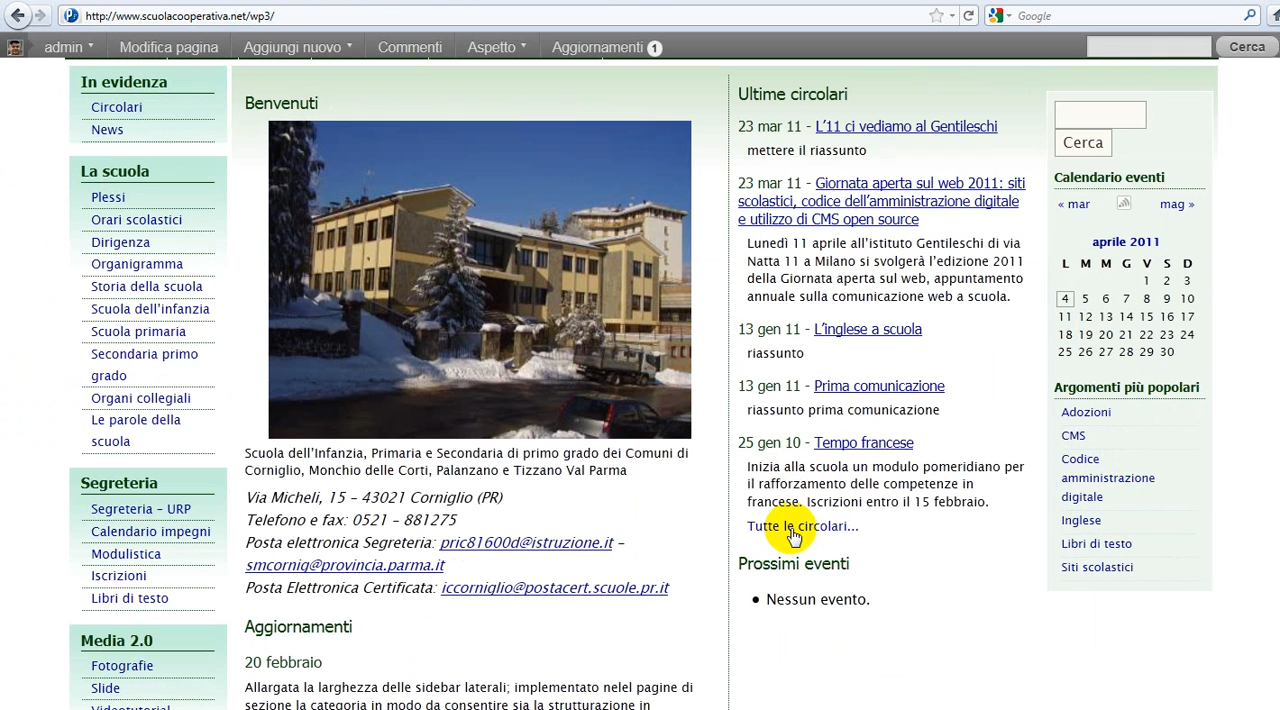 http://www.scuolacooperativa.net/wp3/
Google
admin
Modifica pagina
Aggiungi nuovo
Commenti
Aspetto
Aggiornamenti 1
Cerca
In evidenza
Circolari
News
La scuola
Plessi
Orari scolastici
Dirigenza
Organigramma
Storia della scuola
Scuola dell'infanzia
Scuola primaria
Secondaria primo
grado
Organi collegiali
Le parole della
scuola
Segreteria
Segreteria - URP
Calendario impegni
Modulistica
Iscrizioni
Libri di testo
Media 2.0
Fotografie
Slide
Videotutorial
Benvenuti
Scuola dell'Infanzia, Primaria e Secondaria di primo grado dei Comuni di
Corniglio, Monchio delle Corti, Palanzano e Tizzano Val Parma
Via Micheli, 15 – 43021 Corniglio (PR)
Telefono e fax: 0521 – 881275
Posta elettronica Segreteria: pric81600d@istruzione.it –
smcornig@provincia.parma.it
Posta Elettronica Certificata: iccorniglio@postacert.scuole.pr.it
Aggiornamenti
20 febbraio
Allargata la larghezza delle sidebar laterali; implementato nelel pagine di
sezione la categoria in modo da consentire sia la strutturazione in
Ultime circolari
23 mar 11 - L'11 ci vediamo al Gentileschi
mettere il riassunto
23 mar 11 - Giornata aperta sul web 2011: siti
scolastici, codice dell'amministrazione digitale
e utilizzo di CMS open source
Lunedì 11 aprile all'istituto Gentileschi di via
Natta 11 a Milano si svolgerà l'edizione 2011
della Giornata aperta sul web, appuntamento
annuale sulla comunicazione web a scuola.
13 gen 11 - L'inglese a scuola
riassunto
13 gen 11 - Prima comunicazione
riassunto prima comunicazione
25 gen 10 - Tempo francese
Inizia alla scuola un modulo pomeridiano per
il rafforzamento delle competenze in
francese. Iscrizioni entro il 15 febbraio.
Tutte le circolari...
Prossimi eventi
Nessun evento.
Cerca
Calendario eventi
« mar
mag »
aprile 2011
L M M G V S D
1 2 3
4 5 6 7 8 9 10
11 12 13 14 15 16 17
18 19 20 21 22 23 24
25 26 27 28 29 30
Argomenti più popolari
Adozioni
CMS
Codice
amministrazione
digitale
Inglese
Libri di testo
Siti scolastici